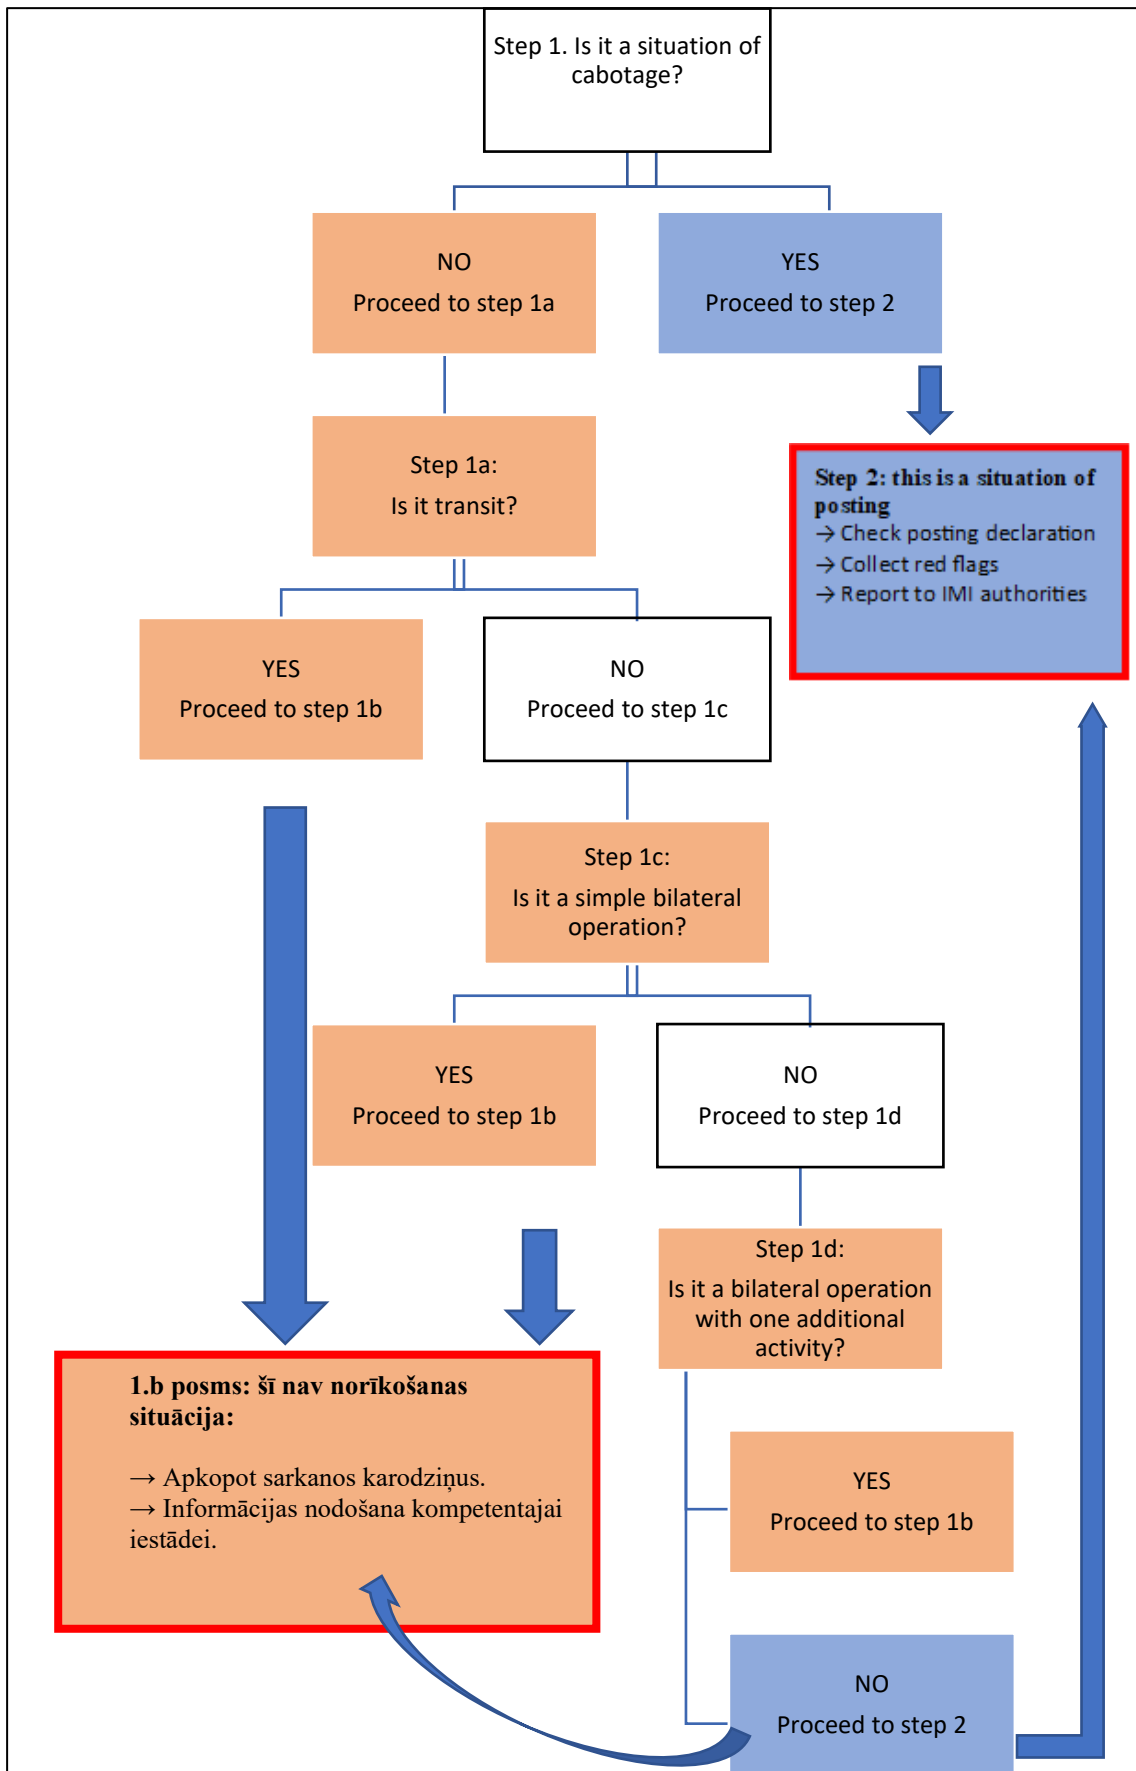 Step 1. Is it a situation of
cabotage?
NO
Proceed to step 1a
YES
Proceed to step 2
Step 1a:
Is it transit?
Step 2: this is a situation of
posting
→ Check posting declaration
→ Collect red flags
→ Report to IMI authorities
YES
Proceed to step 1b
NO
Proceed to step 1c
Step 1c:
Is it a simple bilateral
operation?
YES
Proceed to step 1b
NO
Proceed to step 1d
Step 1d:
Is it a bilateral operation
with one additional
activity?
1.b posms: šī nav norīkošanas
situācija:
→ Apkopot sarkanos karodziņus.
→ Informācijas nodošana kompetentajai
iestādei.
YES
Proceed to step 1b
NO
Proceed to step 2